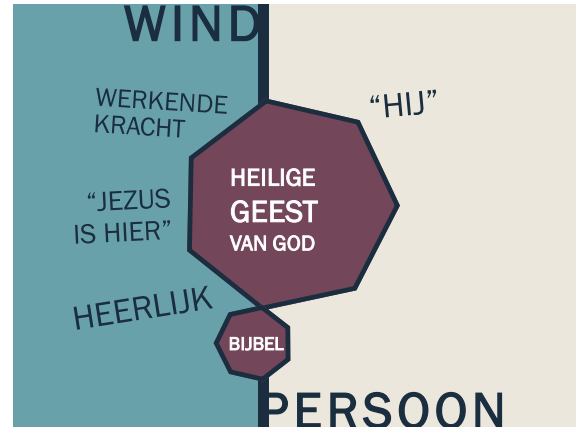 WIND
WERKENDE
KRACHT
“HIJ”
“JEZUS
IS HIER”
HEILIGE
GEEST
VAN GOD
HEERLIJK
BIJBEL
PERSOON